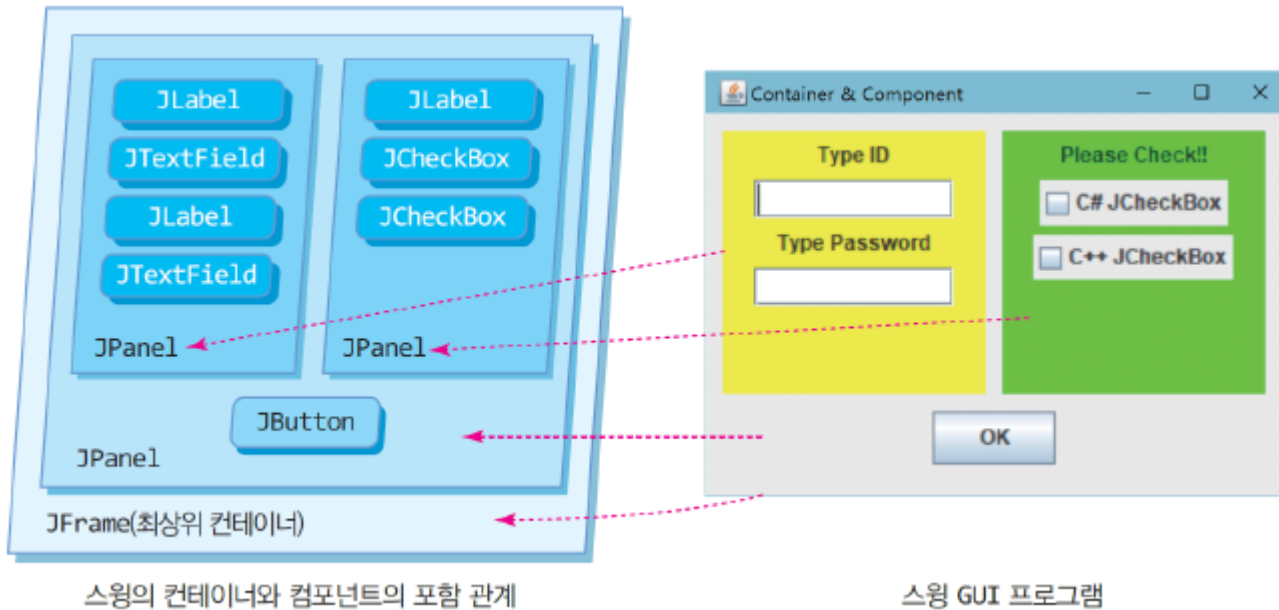 JLabel
JTextField
JLabel
JTextField
JPanel
JLabel
JCheckBox
JCheckBox
JPanel
JButton
JPanel
JFrame(최상위 컨테이너)
스윙의 컨테이너와 컴포넌트의 포함 관계
Container & Component
Type ID
Type Password
Please Check!!
C# JCheckBox
C++ JCheckBox
OK
스윙 GUI 프로그램